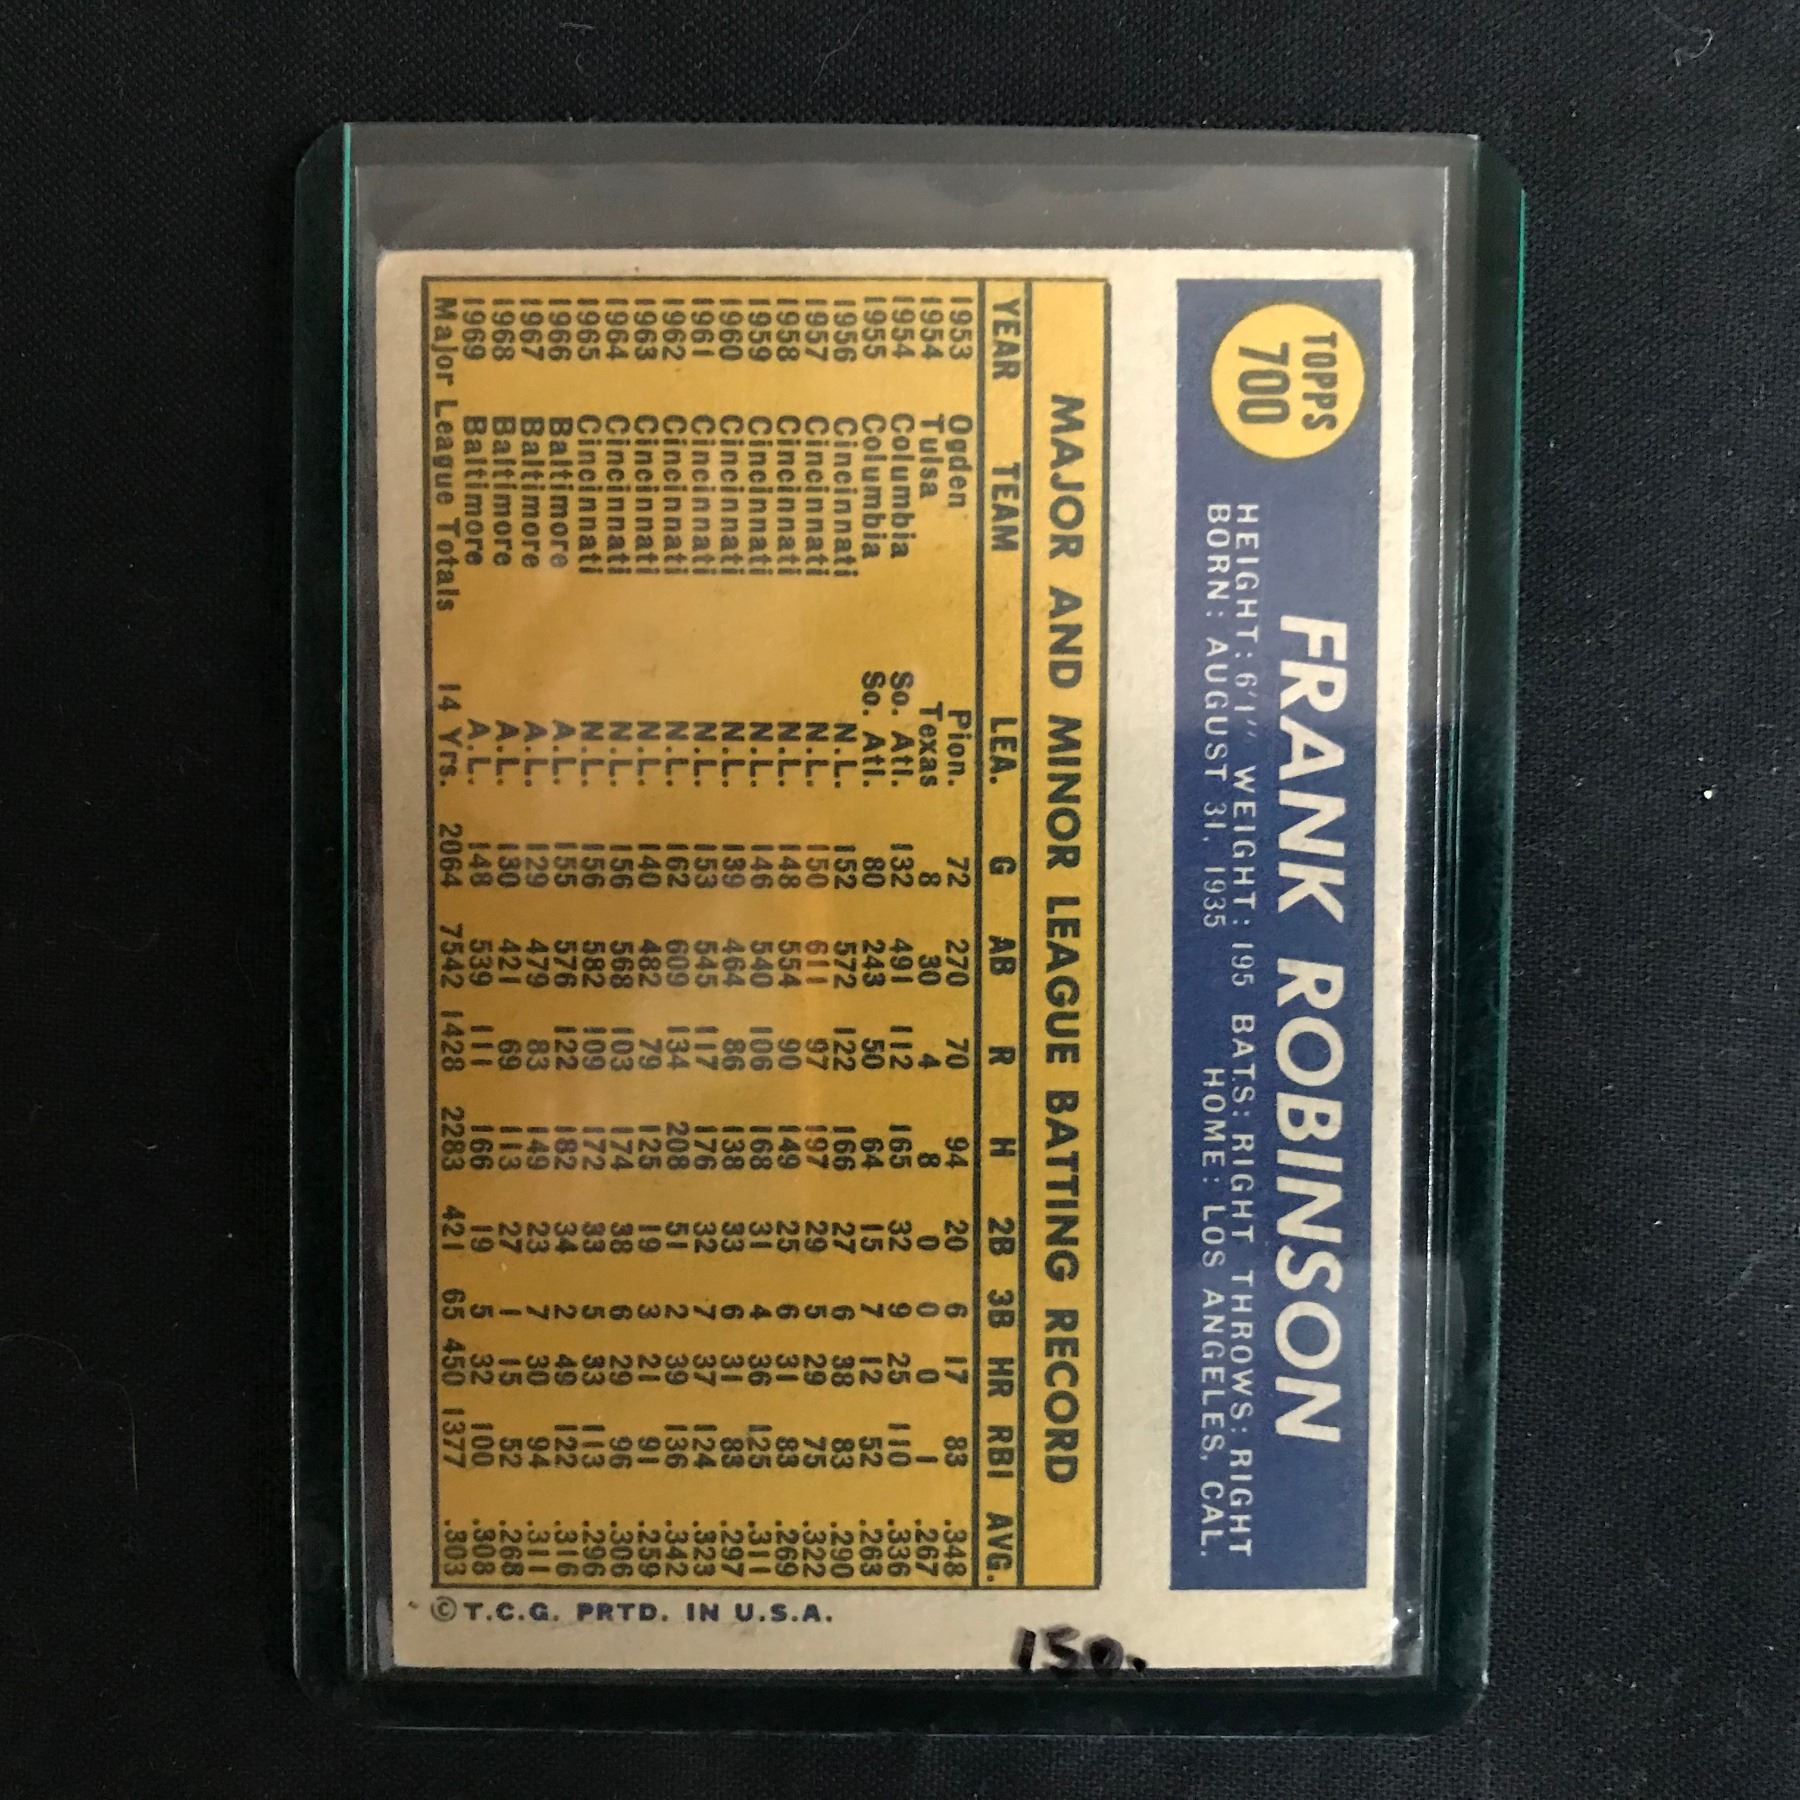 TOPPS
700
FRANK ROBINSON
HEIGHT: 6'1" WEIGHT: 195 BATS: RIGHT THROWS: RIGHT
BORN: AUGUST 31, 1935 HOME: LOS ANGELES, CAL.
MAJOR AND MINOR LEAGUE BATTING RECORD
YEAR TEAM LEA. G AB R H 2B 3B HR RBI AVG.
1953 Ogden Pion. 72 270 70 94 20 6 17 83 .348
1954 Tulsa Texas 8 30 4 8 0 0 0 1 .267
1954 Columbia So. Atl. 132 491 112 165 32 9 25 110 .336
1955 Columbia So. Atl. 80 243 50 64 15 7 12 52 .263
1956 Cincinnati N.L. 152 572 122 166 27 6 38 83 .290
1957 Cincinnati N.L. 150 611 97 197 29 5 29 75 .322
1958 Cincinnati N.L. 148 554 90 149 25 6 31 83 .269
1959 Cincinnati N.L. 146 540 106 168 31 4 36 125 .311
1960 Cincinnati N.L. 139 464 86 138 33 6 31 83 .297
1961 Cincinnati N.L. 153 545 117 176 32 7 37 124 .323
1962 Cincinnati N.L. 162 609 134 208 51 2 39 136 .342
1963 Cincinnati N.L. 140 482 79 125 19 3 21 91 .259
1964 Cincinnati N.L. 156 568 103 174 38 6 29 96 .306
1965 Cincinnati N.L. 156 582 109 172 33 5 33 113 .296
1966 Baltimore A.L. 155 576 122 182 34 2 49 122 .316
1967 Baltimore A.L. 129 479 83 149 23 7 30 94 .311
1968 Baltimore A.L. 130 421 69 113 27 1 15 52 .268
1969 Baltimore A.L. 148 539 111 166 19 5 32 100 .308
Major League Totals 14 Yrs. 2064 7542 1428 2283 421 65 450 1377 .303
©T.C.G. PRTD. IN U.S.A.
150.